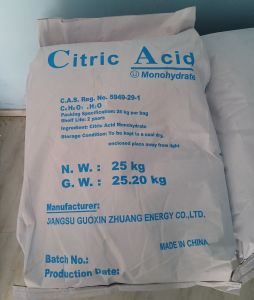 Citric Acid
Ⓤ Monohydrate
C.A.S. Reg. No. 5949-29-1
C₆H₈O₇ . H₂O
Packing Specification: 25 kg per bag
Shelf Life: 2 years
Ingredient: Citric Acid Monohydrate
Storage Condition: To be kept in a cool dry,
enclosed place away from light
N. W. : 25 kg
G. W. : 25.20 kg
Manufacturer:
JIANGSU GUOXIN ZHUANG ENERGY CO.,LTD.
MADE IN CHINA
Batch No.:
Production Date: